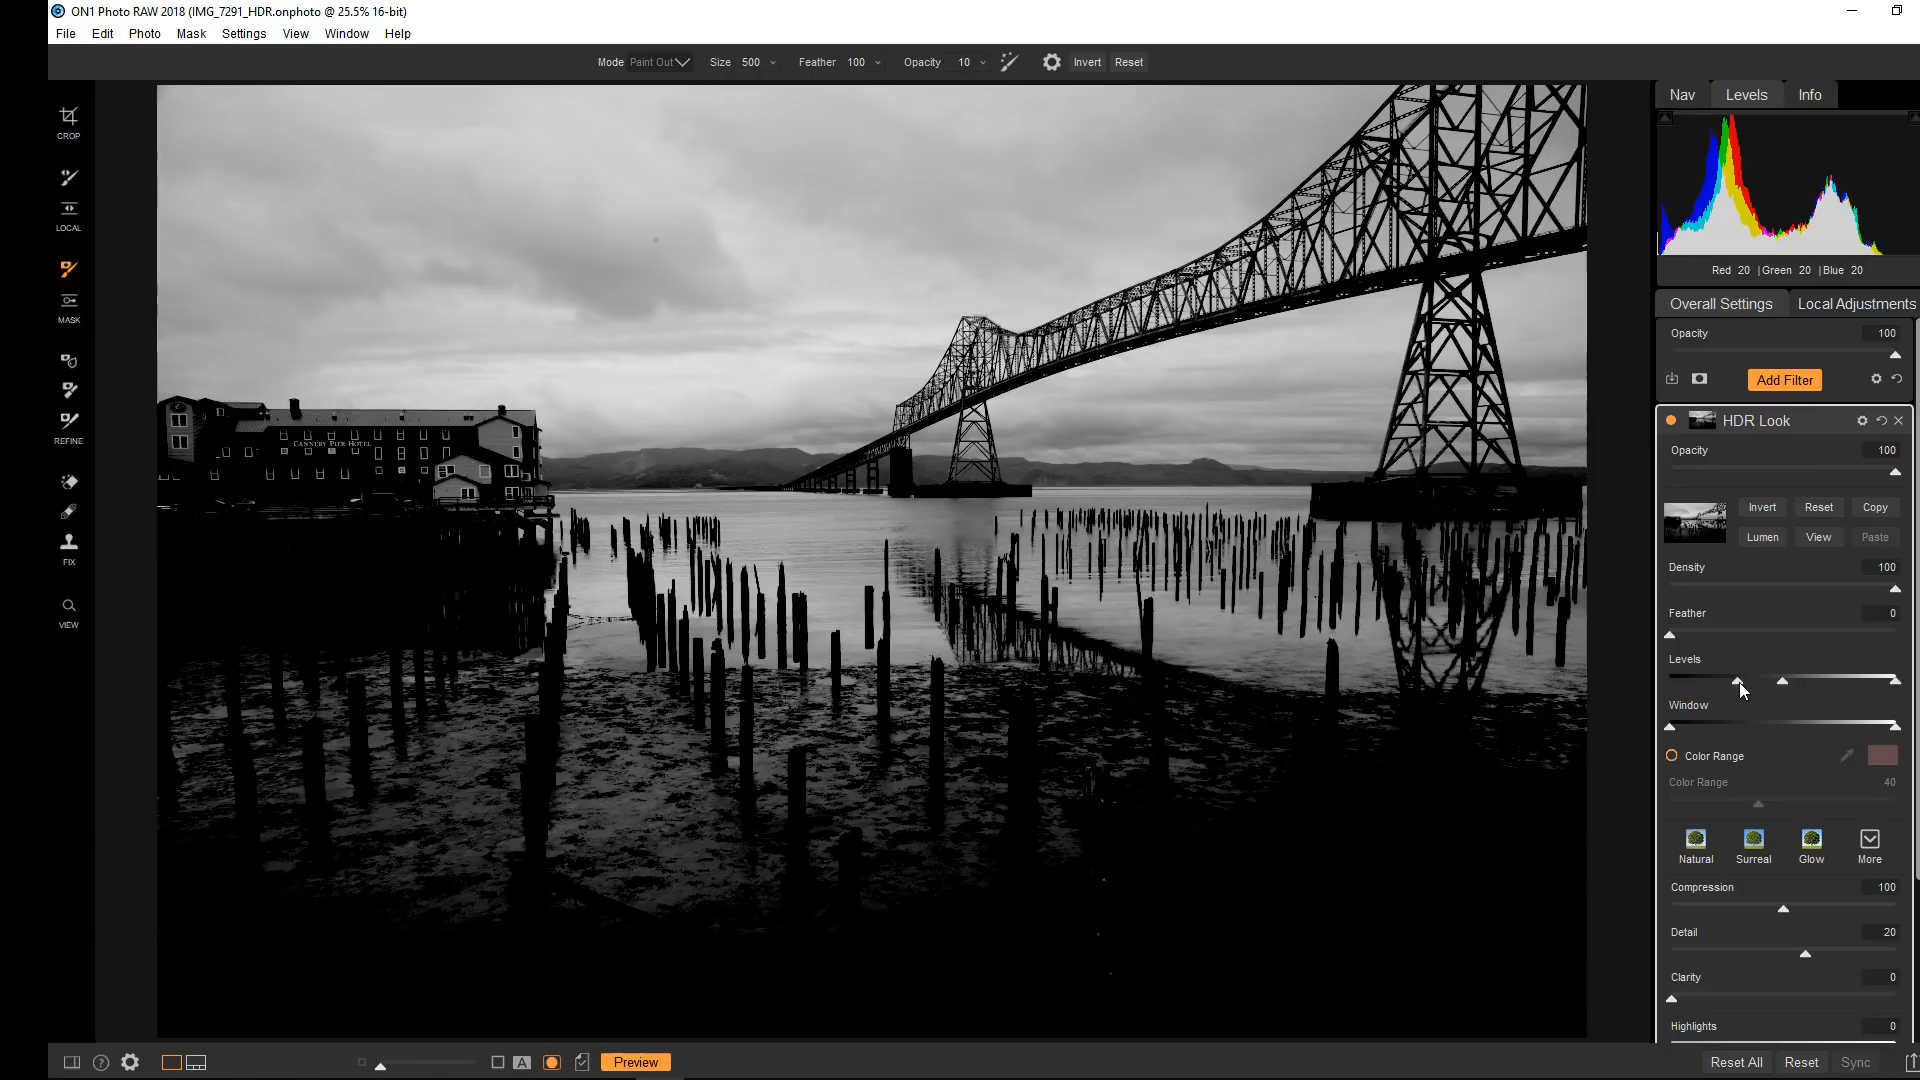 ON1 Photo RAW 2018 (IMG_7291_HDR.onphoto @ 25.5% 16-bit)
File Edit Photo Mask Settings View Window Help
Mode Paint Out Size 500 Feather 100 Opacity 10 Invert Reset
Nav Levels Info
CROP
LOCAL
MASK
REFINE
FIX
VIEW
CANNERY PIER HOTEL
Red 20 |Green 20 |Blue 20
Overall Settings Local Adjustments
Opacity 100
Add Filter
HDR Look
Opacity 100
Invert Reset Copy
Lumen View Paste
Density 100
Feather 0
Levels
Window
Color Range
Color Range 40
Natural Surreal Glow More
Compression 100
Detail 20
Clarity 0
Highlights 0
? A Preview Reset All Reset Sync